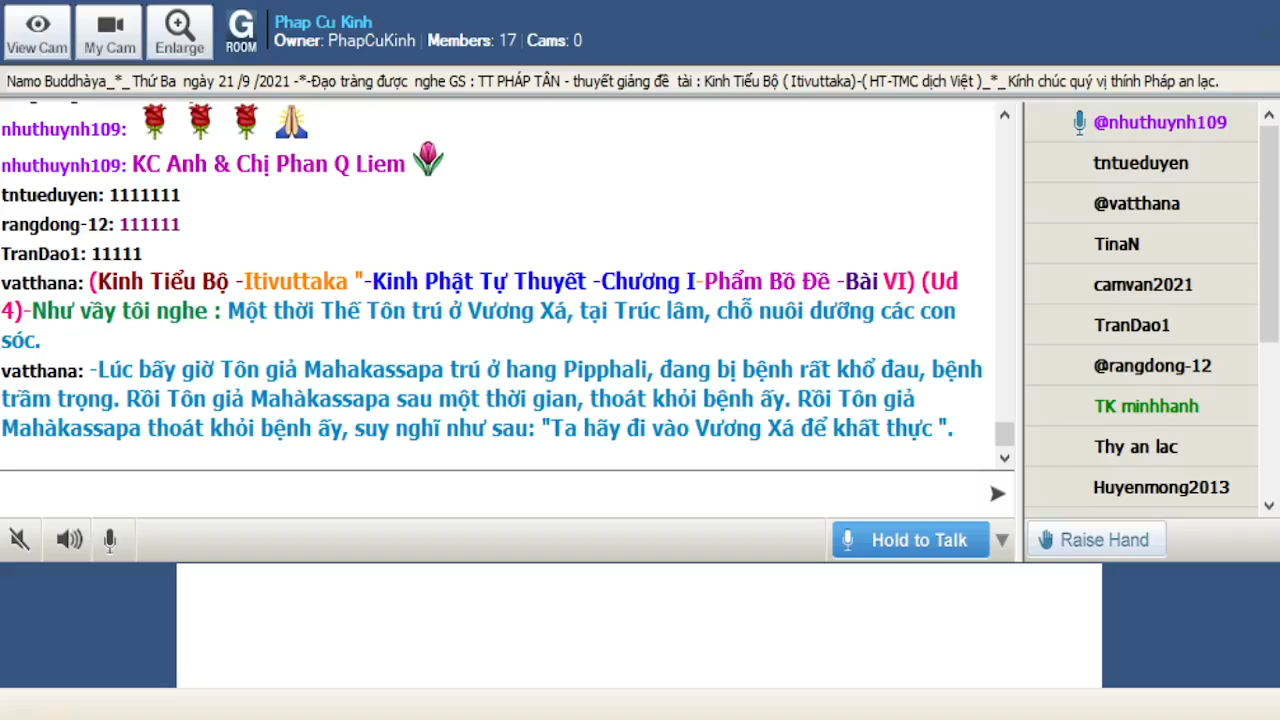 View Cam
My Cam
Enlarge
G
ROOM
Phap Cu Kinh
Owner: PhapCuKinh | Members: 17 | Cams: 0
Namo Buddhàya_*_Thứ Ba ngày 21 /9 /2021 -*-Đạo tràng được nghe GS : TT PHÁP TÂN - thuyết giảng đề tài : Kinh Tiểu Bộ ( Itivuttaka)-( HT-TMC dịch Việt )_*_Kính chúc quý vị thính Pháp an lạc.
nhuthuynh109:
nhuthuynh109: KC Anh & Chị Phan Q Liem
tntueduyen: 1111111
rangdong-12: 111111
TranDao1: 11111
vatthana: (Kinh Tiểu Bộ -Itivuttaka "-Kinh Phật Tự Thuyết -Chương I-Phẩm Bồ Đề -Bài VI) (Ud
4)-Như vầy tôi nghe : Một thời Thế Tôn trú ở Vương Xá, tại Trúc lâm, chỗ nuôi dưỡng các con
sóc.
vatthana: -Lúc bấy giờ Tôn giả Mahakassapa trú ở hang Pipphali, đang bị bệnh rất khổ đau, bệnh
trầm trọng. Rồi Tôn giả Mahàkassapa sau một thời gian, thoát khỏi bệnh ấy. Rồi Tôn giả
Mahàkassapa thoát khỏi bệnh ấy, suy nghĩ như sau: "Ta hãy đi vào Vương Xá để khất thực ".
@nhuthuynh109
tntueduyen
@vatthana
TinaN
camvan2021
TranDao1
@rangdong-12
TK minhhanh
Thy an lac
Huyenmong2013
Hold to Talk
Raise Hand